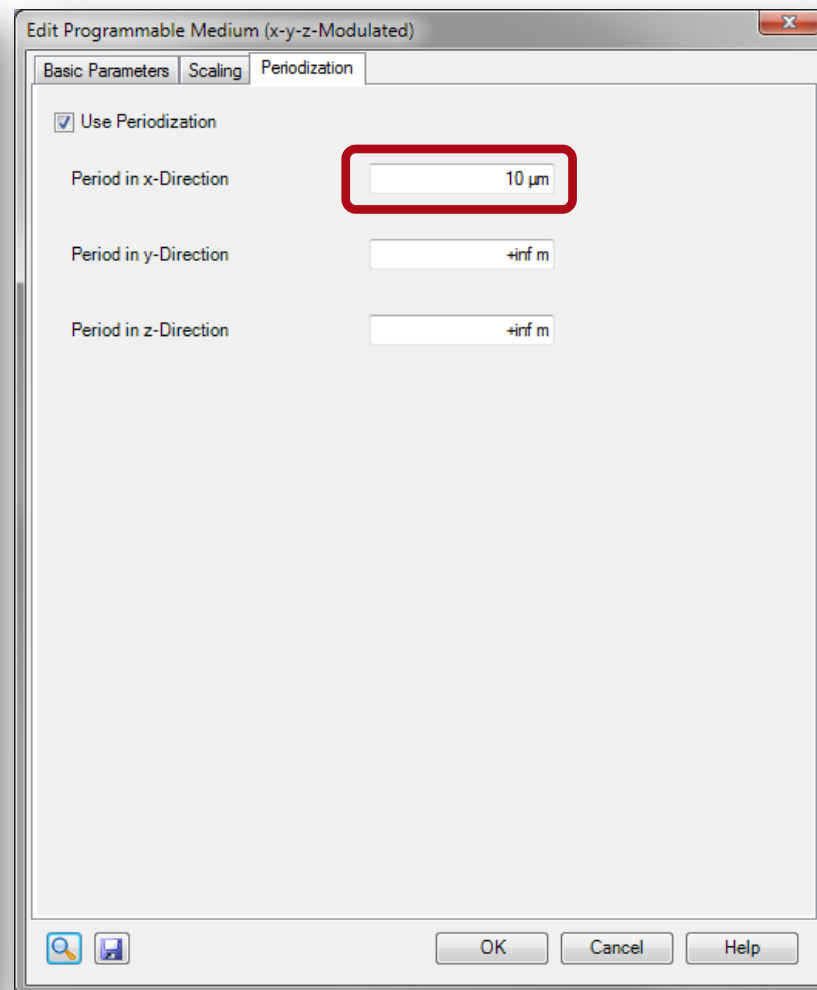 Edit Programmable Medium (x-y-z-Modulated)
x
Basic Parameters Scaling Periodization
Use Periodization
Period in x-Direction 10 µm
Period in y-Direction +inf m
Period in z-Direction +inf m
OK Cancel Help